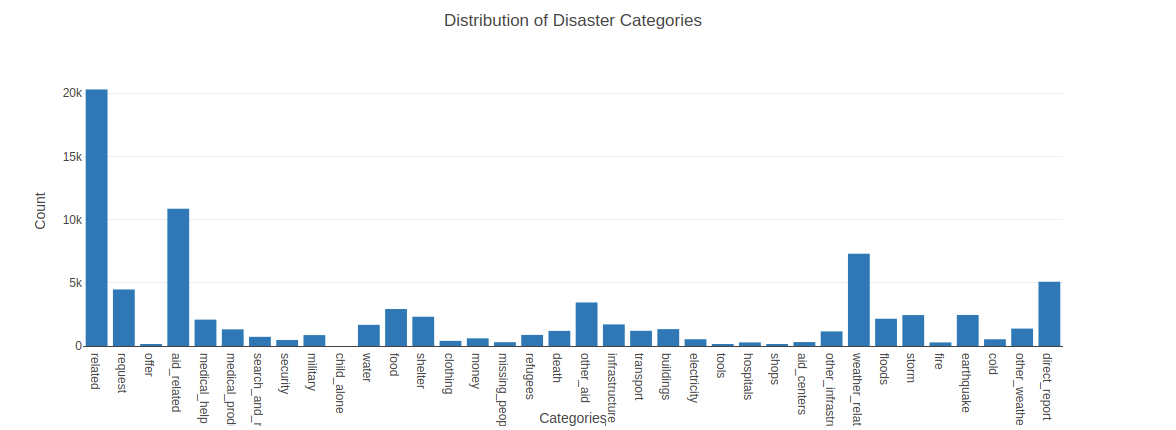 Distribution of Disaster Categories
Count
20k
15k
10k
5k
0
related
request
offer
aid_related
medical_help
medical_prod
search_and_r
security
military
child_alone
water
food
shelter
clothing
money
missing_peop
refugees
death
other_aid
infrastructure
transport
buildings
electricity
tools
hospitals
shops
aid_centers
other_infrastru
weather_relat
floods
storm
fire
earthquake
cold
other_weathe
direct_report
Categories